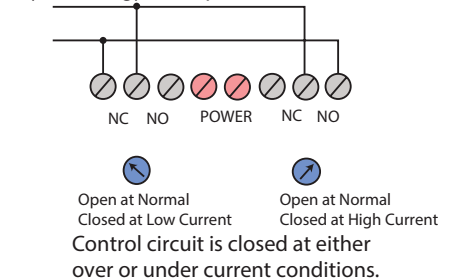 NC NO POWER NC NO
Open at Normal Open at Normal
Closed at Low Current Closed at High Current
Control circuit is closed at either
over or under current conditions.